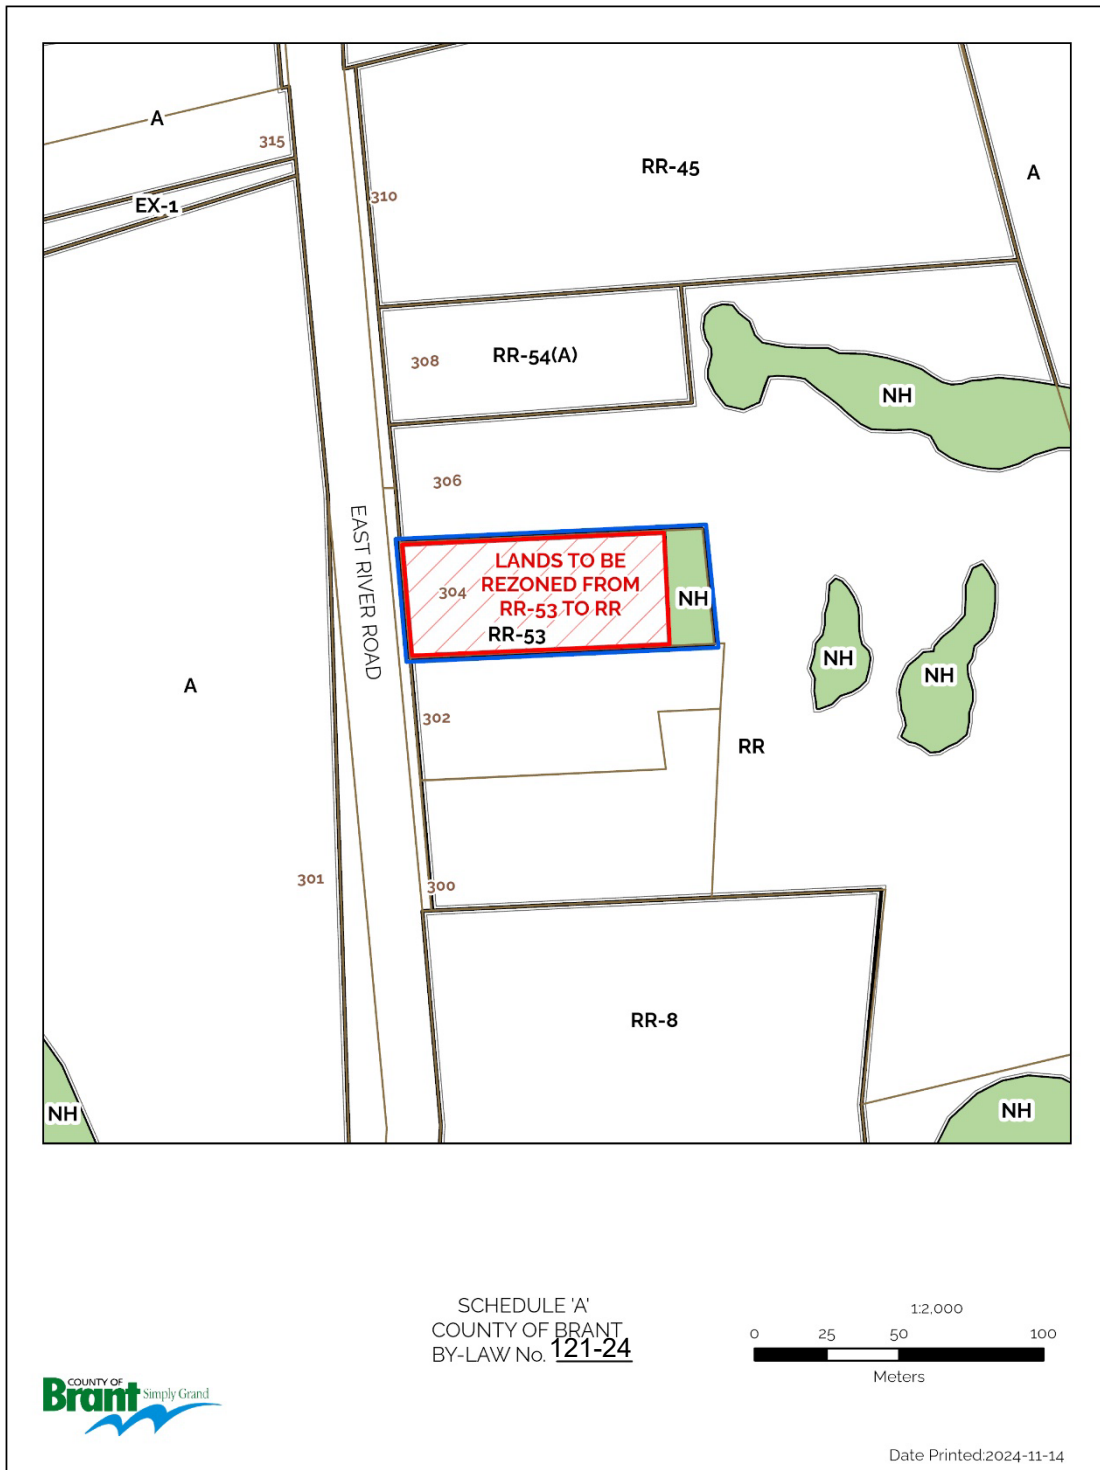 A
315
RR-45
A
310
EX-1
308
RR-54(A)
NH
306
EAST RIVER ROAD
LANDS TO BE
REZONED FROM
RR-53 TO RR
304
NH
RR-53
NH
NH
A
302
RR
301
300
RR-8
NH
NH
SCHEDULE 'A'
COUNTY OF BRANT
BY-LAW No. 121-24
1:2,000
0 25 50 100
Meters
COUNTY OF
Brant Simply Grand
Date Printed:2024-11-14